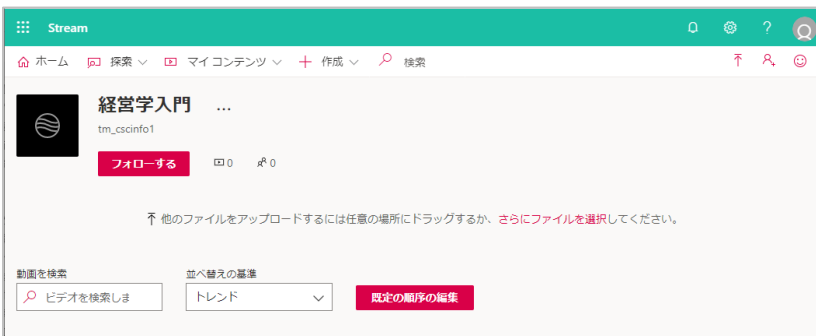 Stream
ホーム 探索 マイ コンテンツ 作成 検索
経営学入門 ...
tm_cscinfo1
フォローする 0 0
他のファイルをアップロードするには任意の場所にドラッグするか、さらにファイルを選択してください。
動画を検索 並べ替えの基準
ビデオを検索しま トレンド 既定の順序の編集